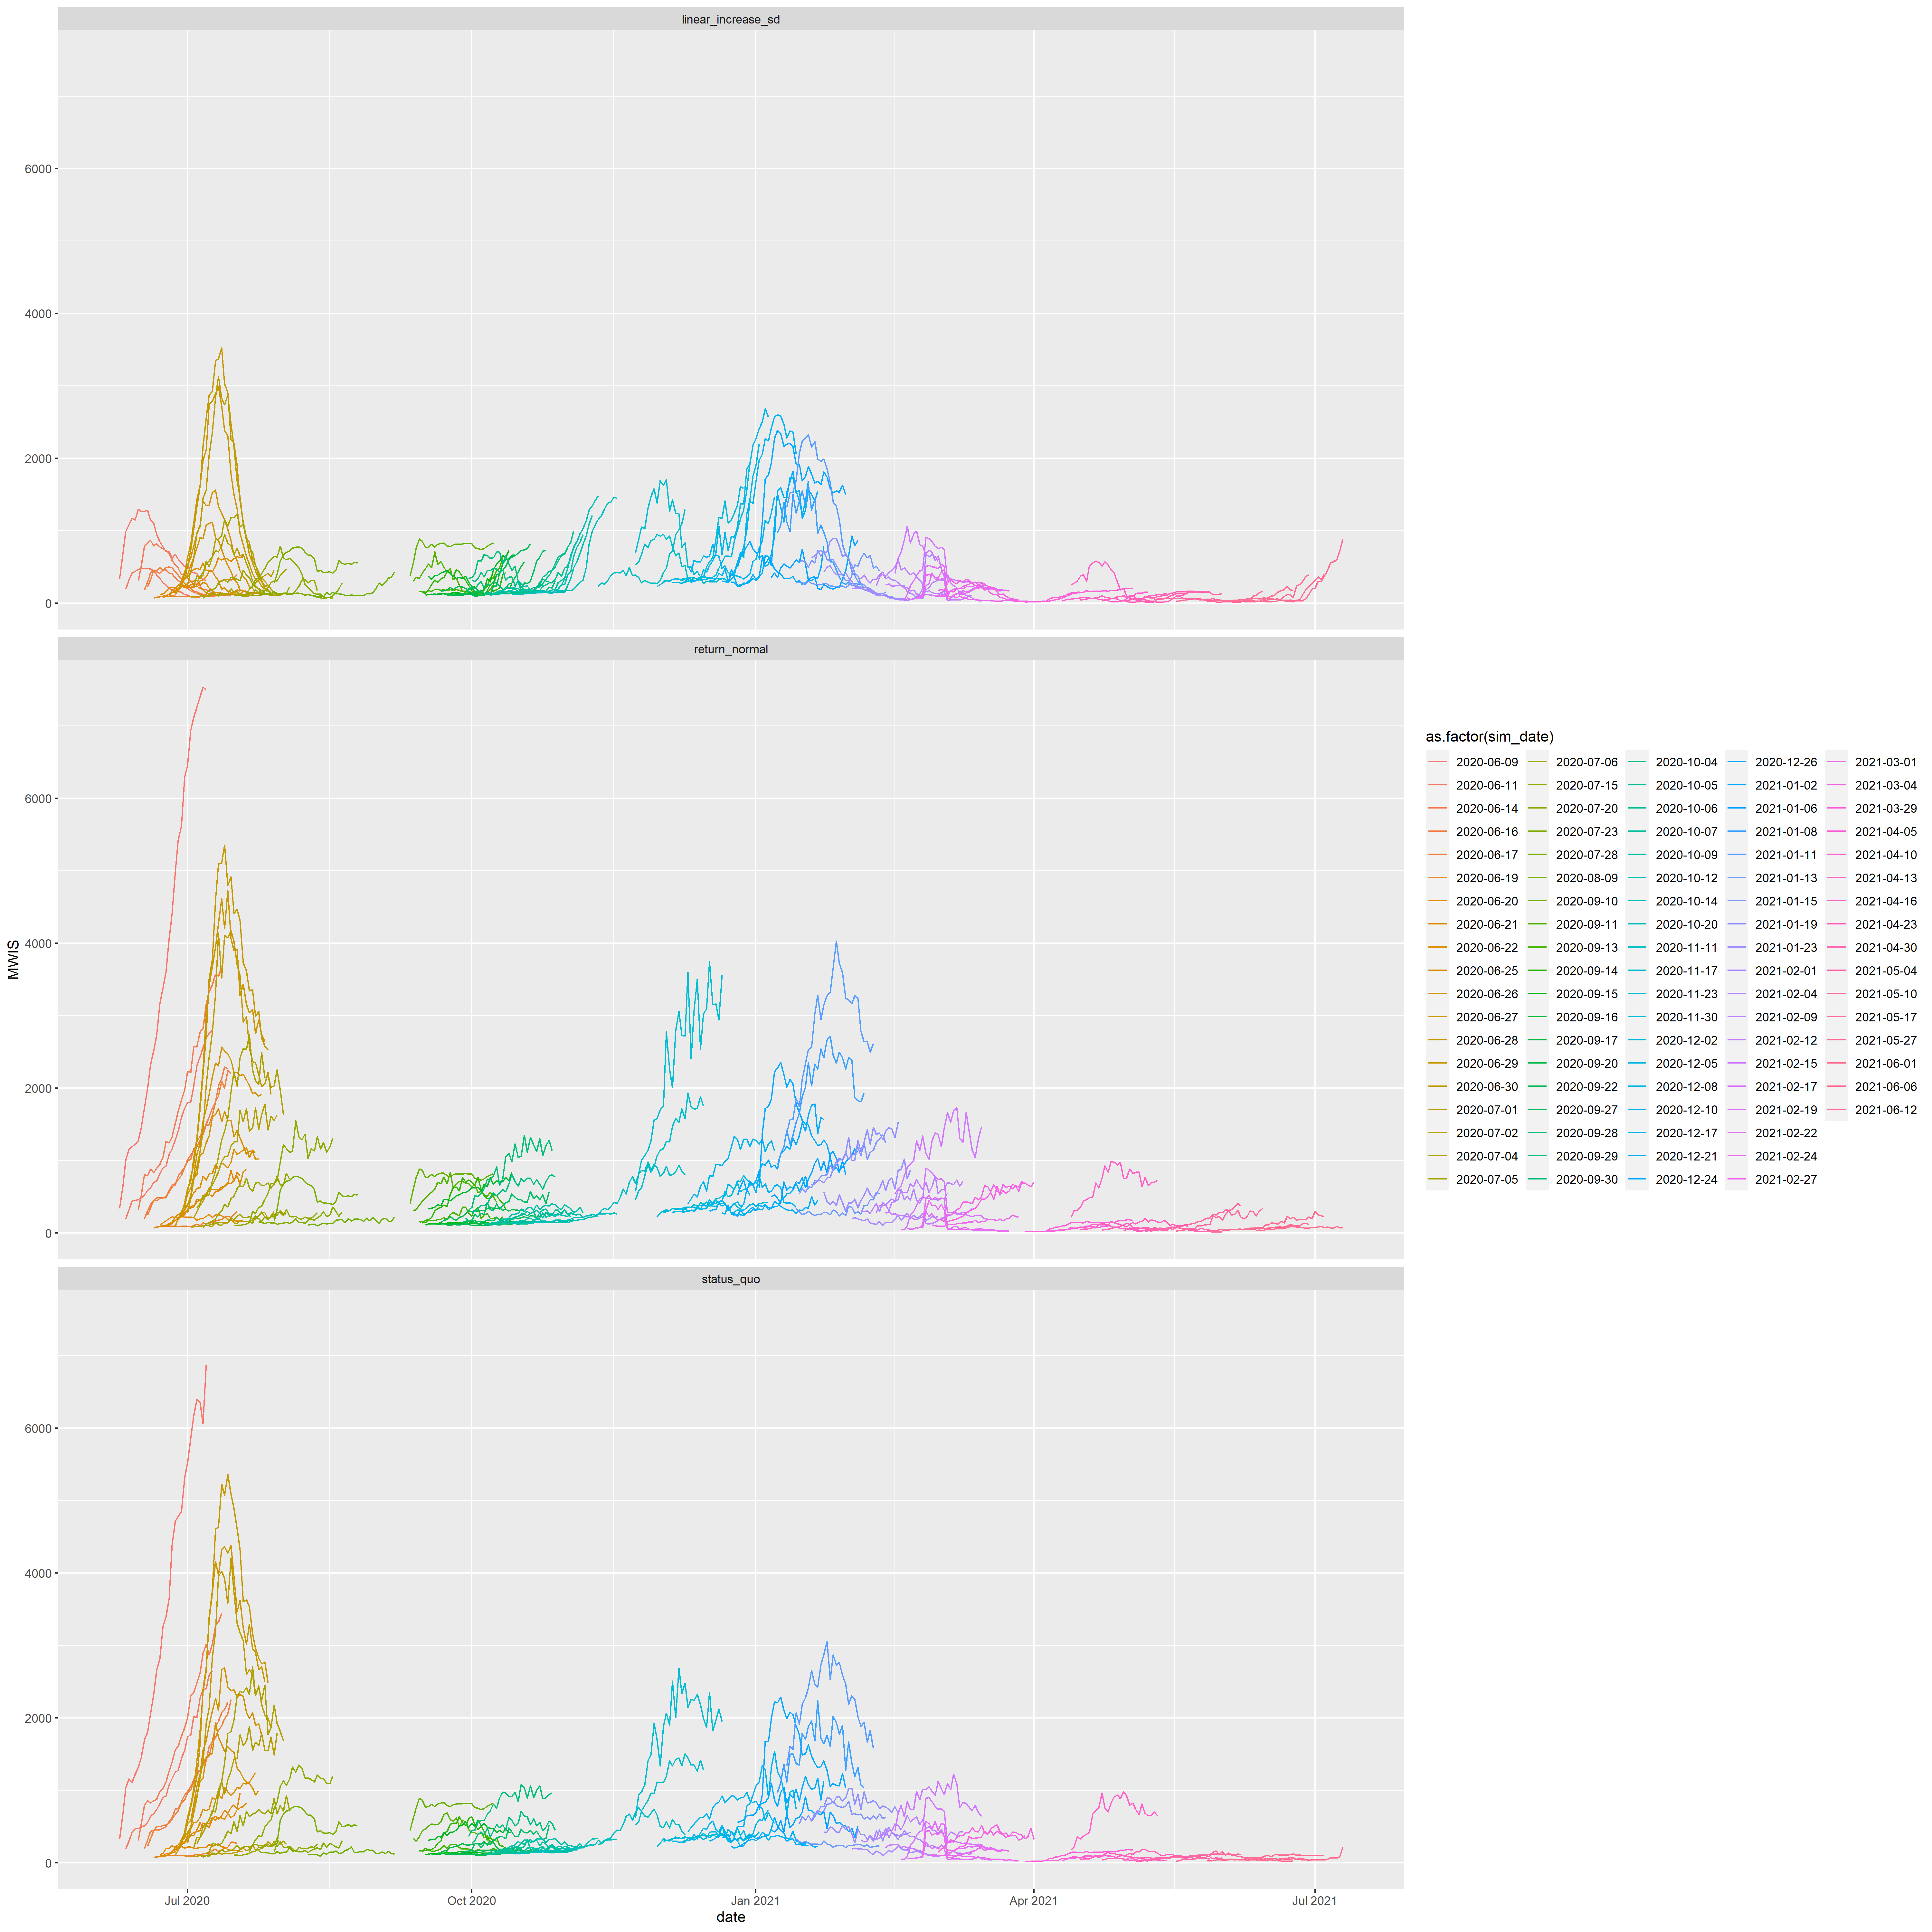 linear_increase_sd
6000
4000
2000
0
return_normal
6000
4000
2000
0
status_quo
6000
4000
2000
0
Jul 2020 Oct 2020 Jan 2021 Apr 2021 Jul 2021
date
MWIS
as.factor(sim_date)
2020-06-09 2020-07-06 2020-10-04 2020-12-26 2021-03-01
2020-06-11 2020-07-15 2020-10-05 2021-01-02 2021-03-04
2020-06-14 2020-07-20 2020-10-06 2021-01-06 2021-03-29
2020-06-16 2020-07-23 2020-10-07 2021-01-08 2021-04-05
2020-06-17 2020-07-28 2020-10-09 2021-01-11 2021-04-10
2020-06-19 2020-08-09 2020-10-12 2021-01-13 2021-04-13
2020-06-20 2020-09-10 2020-10-14 2021-01-15 2021-04-16
2020-06-21 2020-09-11 2020-10-20 2021-01-19 2021-04-23
2020-06-22 2020-09-13 2020-11-11 2021-01-23 2021-04-30
2020-06-25 2020-09-14 2020-11-17 2021-02-01 2021-05-04
2020-06-26 2020-09-15 2020-11-23 2021-02-04 2021-05-10
2020-06-27 2020-09-16 2020-11-30 2021-02-09 2021-05-17
2020-06-28 2020-09-17 2020-12-02 2021-02-12 2021-05-27
2020-06-29 2020-09-20 2020-12-05 2021-02-15 2021-06-01
2020-06-30 2020-09-22 2020-12-08 2021-02-17 2021-06-06
2020-07-01 2020-09-27 2020-12-10 2021-02-19 2021-06-12
2020-07-02 2020-09-28 2020-12-17 2021-02-22
2020-07-04 2020-09-29 2020-12-21 2021-02-24
2020-07-05 2020-09-30 2020-12-24 2021-02-27